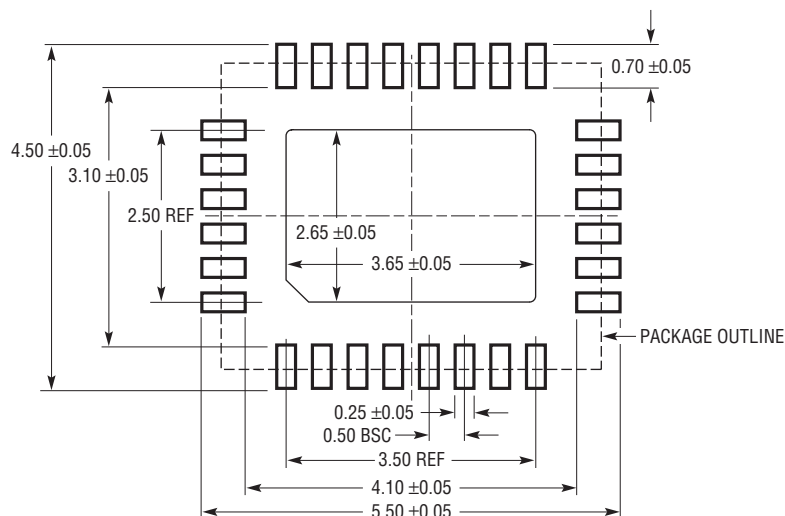 0.70 ±0.05
4.50 ±0.05
3.10 ±0.05
2.50 REF
2.65 ±0.05
3.65 ±0.05
PACKAGE OUTLINE
0.25 ±0.05
0.50 BSC
3.50 REF
4.10 ±0.05
5.50 ±0.05